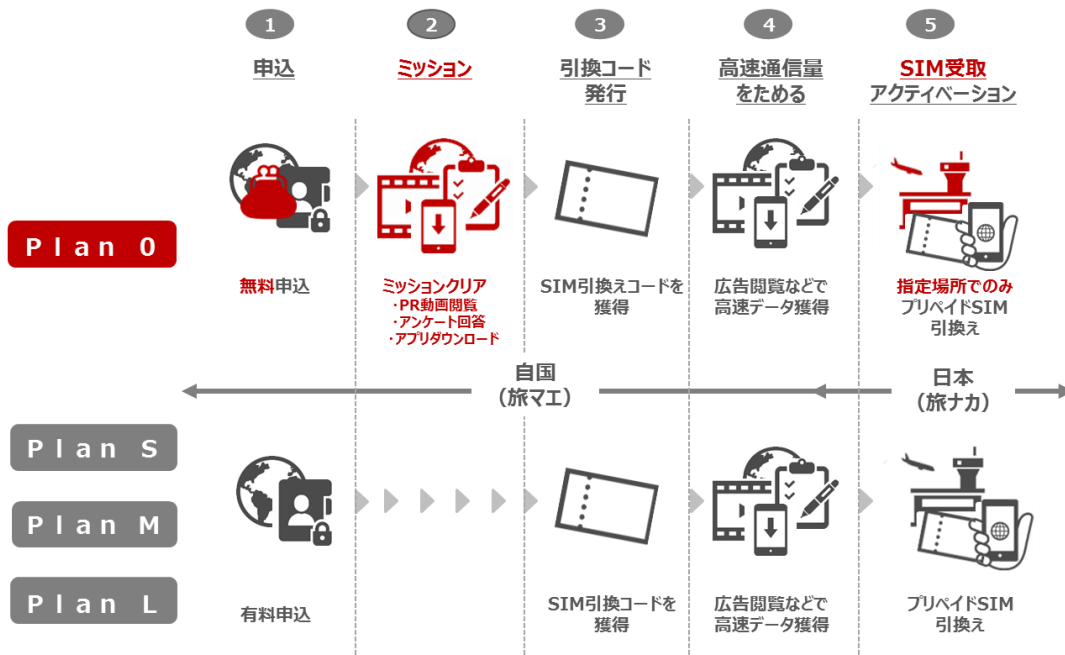 1
2
3
4
5
申込
ミッション
引換コード
発行
高速通信量
をためる
SIM受取
アクティベーション
Plan 0
無料申込
ミッションクリア
・PR動画閲覧
・アンケート回答
・アプリダウンロード
SIM引換えコードを
獲得
広告閲覧などで
高速データ獲得
指定場所でのみ
プリペイドSIM
引換え
自国
（旅マエ）
日本
（旅ナカ）
Plan S
Plan M
Plan L
有料申込
SIM引換コードを
獲得
広告閲覧などで
高速データ獲得
プリペイドSIM
引換え